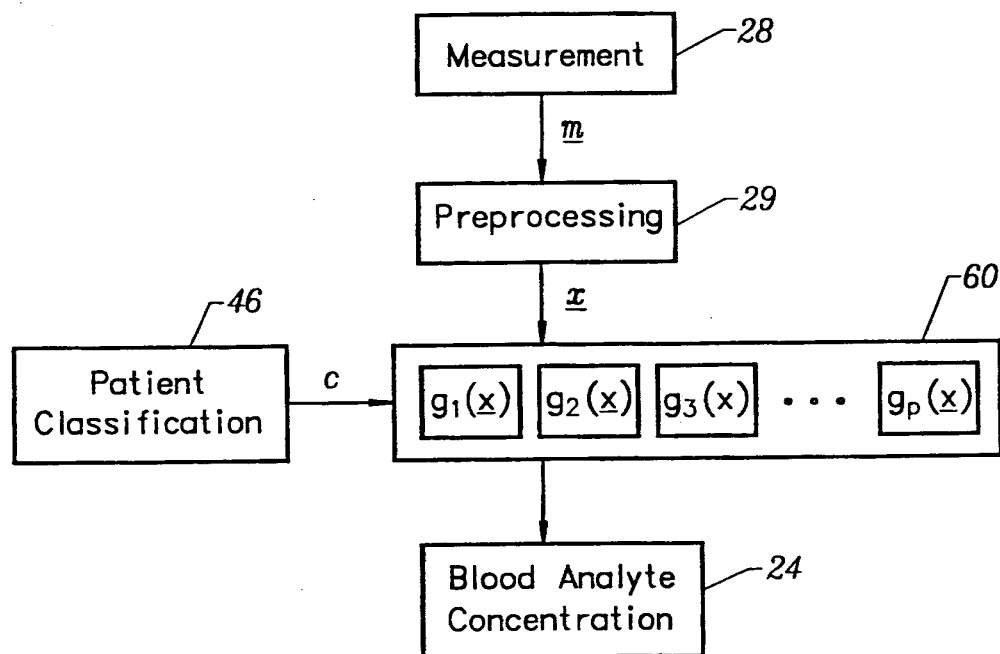 Measurement
28
m
Preprocessing
29
x
60
46
Patient
Classification
c
g₁(x) g₂(x) g₃(x) • • • gₚ(x)
Blood Analyte
Concentration
24